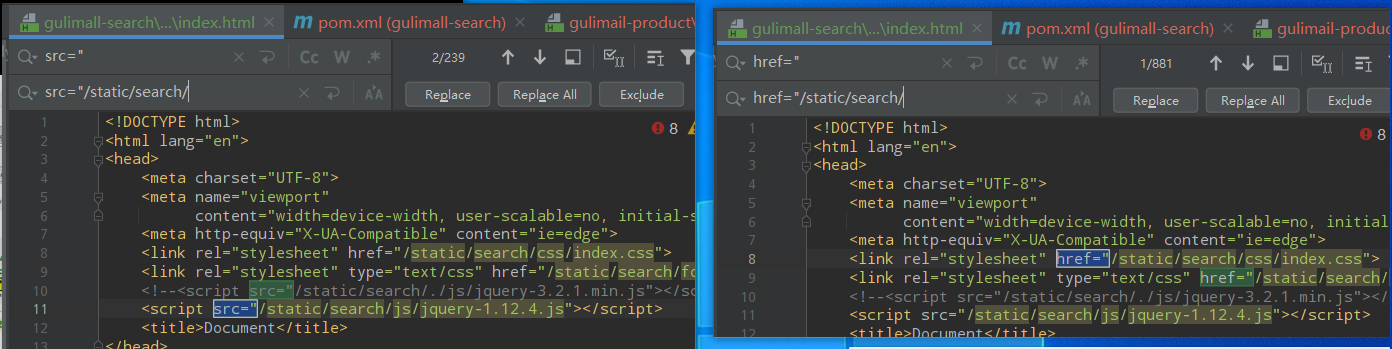 gulimall-search\...\index.html pom.xml (gulimall-search) gulimail-product\
src="
Cc W .* 2/239
src="/static/search/
Replace Replace All Exclude
8
1 <!DOCTYPE html>
2 <html lang="en">
3 <head>
4 <meta charset="UTF-8">
5 <meta name="viewport"
6 content="width=device-width, user-scalable=no, initial-s
7 <meta http-equiv="X-UA-Compatible" content="ie=edge">
8 <link rel="stylesheet" href="/static/search/css/index.css">
9 <link rel="stylesheet" type="text/css" href="/static/search/fo
10 <!--<script src="/static/search/./js/jquery-3.2.1.min.js"></sc
11 <script src="/static/search/js/jquery-1.12.4.js"></script>
12 <title>Document</title>
13 </head>
gulimall-search\...\index.html pom.xml (gulimall-search) gulimail-produc
href="
Cc W .* 1/881
href="/static/search/
Replace Replace All Exclude
8
1 <!DOCTYPE html>
2 <html lang="en">
3 <head>
4 <meta charset="UTF-8">
5 <meta name="viewport"
6 content="width=device-width, user-scalable=no, initial-
7 <meta http-equiv="X-UA-Compatible" content="ie=edge">
8 <link rel="stylesheet" href="/static/search/css/index.css">
9 <link rel="stylesheet" type="text/css" href="/static/search/
10 <!--<script src="/static/search/./js/jquery-3.2.1.min.js"></
11 <script src="/static/search/js/jquery-1.12.4.js"></script>
12 <title>Document</title>